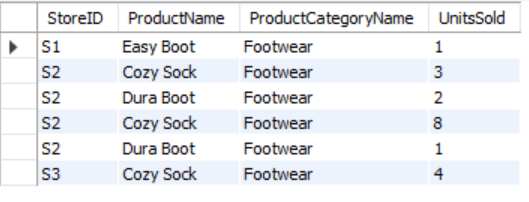 StoreID ProductName ProductCategoryName UnitsSold
S1 Easy Boot Footwear 1
S2 Cozy Sock Footwear 3
S2 Dura Boot Footwear 2
S2 Cozy Sock Footwear 8
S2 Dura Boot Footwear 1
S3 Cozy Sock Footwear 4